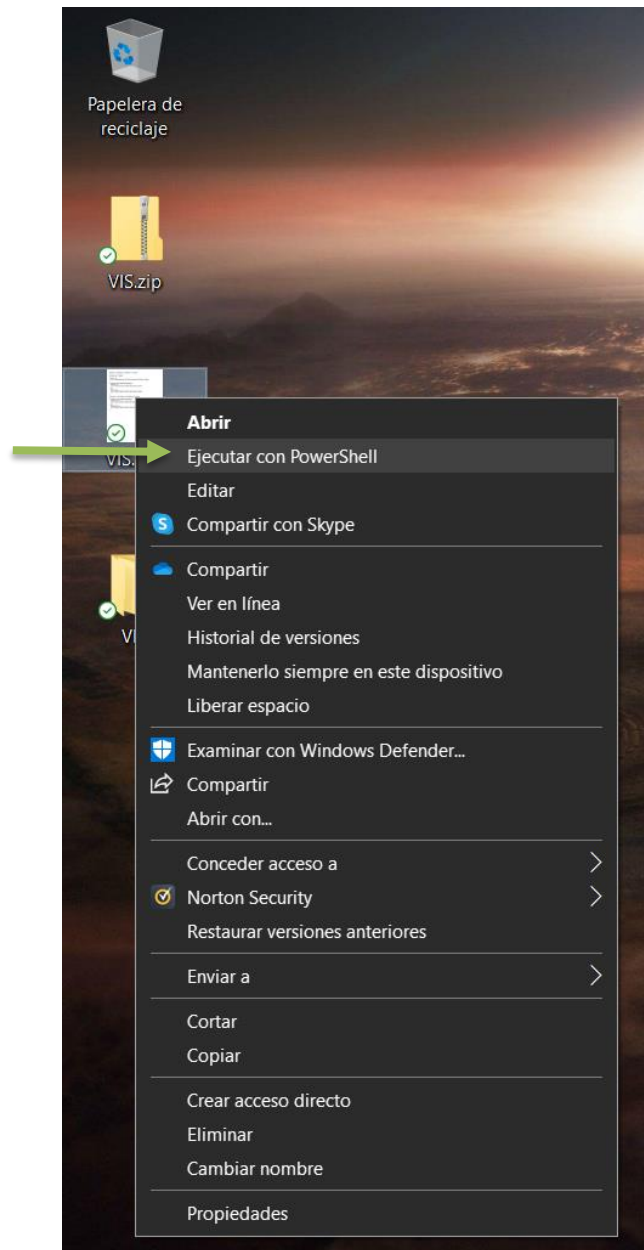 Papelera de
reciclaje
VIS.zip
VIS.
Abrir
Ejecutar con PowerShell
Editar
Compartir con Skype
Compartir
Ver en línea
Historial de versiones
Mantenerlo siempre en este dispositivo
Liberar espacio
VI
Examinar con Windows Defender...
Compartir
Abrir con...
Conceder acceso a
Norton Security
Restaurar versiones anteriores
Enviar a
Cortar
Copiar
Crear acceso directo
Eliminar
Cambiar nombre
Propiedades